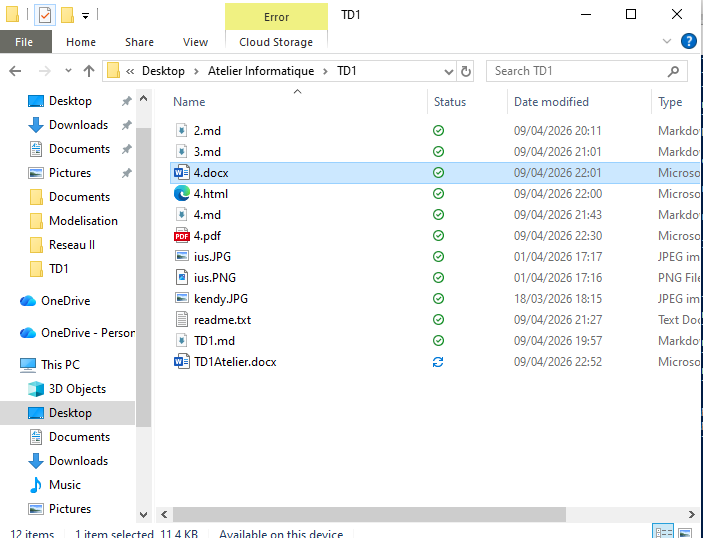 Error
TD1
File
Home
Share
View
Cloud Storage
« Desktop > Atelier Informatique > TD1
Search TD1
Desktop
Downloads
Documents
Pictures
Documents
Modelisation
Reseau II
TD1
OneDrive
OneDrive - Person
This PC
3D Objects
Desktop
Documents
Downloads
Music
Pictures
Name Status Date modified Type
2.md 09/04/2026 20:11 Markdo
3.md 09/04/2026 21:01 Markdo
4.docx 09/04/2026 22:01 Microso
4.html 09/04/2026 22:00 Microso
4.md 09/04/2026 21:43 Markdo
4.pdf 09/04/2026 22:30 Microso
ius.JPG 01/04/2026 17:17 JPEG im
ius.PNG 01/04/2026 17:16 PNG File
kendy.JPG 18/03/2026 18:15 JPEG im
readme.txt 09/04/2026 21:27 Text Doc
TD1.md 09/04/2026 19:57 Markdo
TD1Atelier.docx 09/04/2026 22:52 Microso
12 items 1 item selected 11.4 KB Available on this device